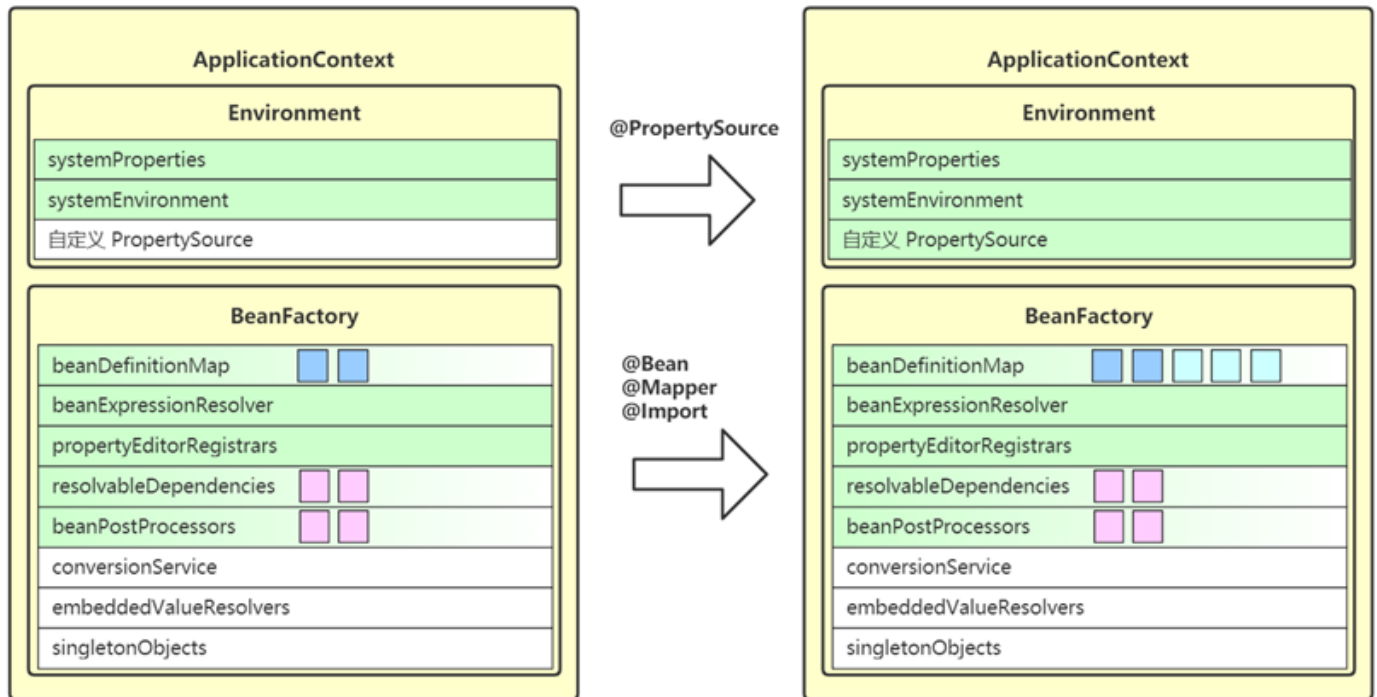 ApplicationContext
Environment
systemProperties
systemEnvironment
自定义 PropertySource
BeanFactory
beanDefinitionMap
beanExpressionResolver
propertyEditorRegistrars
resolvableDependencies
beanPostProcessors
conversionService
embeddedValueResolvers
singletonObjects
@PropertySource
@Bean
@Mapper
@Import
ApplicationContext
Environment
systemProperties
systemEnvironment
自定义 PropertySource
BeanFactory
beanDefinitionMap
beanExpressionResolver
propertyEditorRegistrars
resolvableDependencies
beanPostProcessors
conversionService
embeddedValueResolvers
singletonObjects